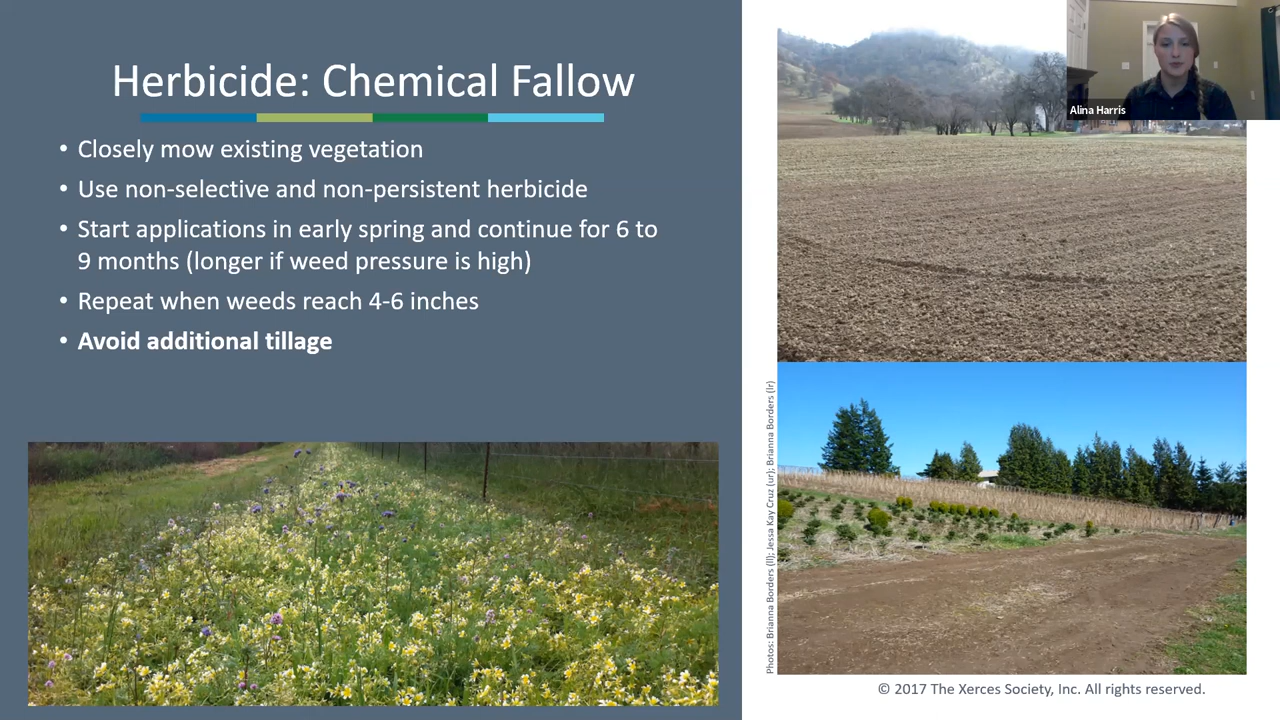 Herbicide: Chemical Fallow
• Closely mow existing vegetation
• Use non-selective and non-persistent herbicide
• Start applications in early spring and continue for 6 to
9 months (longer if weed pressure is high)
• Repeat when weeds reach 4-6 inches
• Avoid additional tillage
Alina Harris
Photos: Brianna Borders (ll); Jessa Kay Cruz (ur); Brianna Borders (lr)
© 2017 The Xerces Society, Inc. All rights reserved.